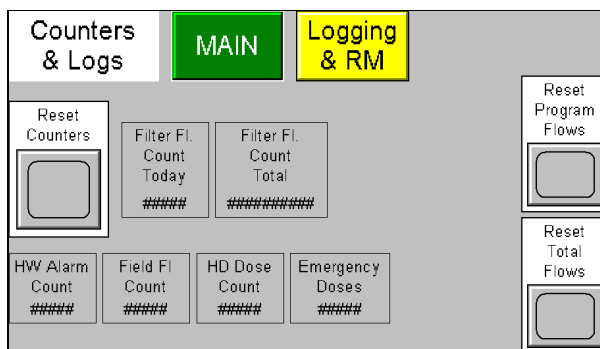 Counters
& Logs
MAIN
Logging
& RM
Reset
Program
Flows
Reset
Counters
Filter Fl.
Count
Today
#####
Filter Fl.
Count
Total
##########
Reset
Total
Flows
HW Alarm
Count
#####
Field Fl
Count
#####
HD Dose
Count
#####
Emergency
Doses
#####